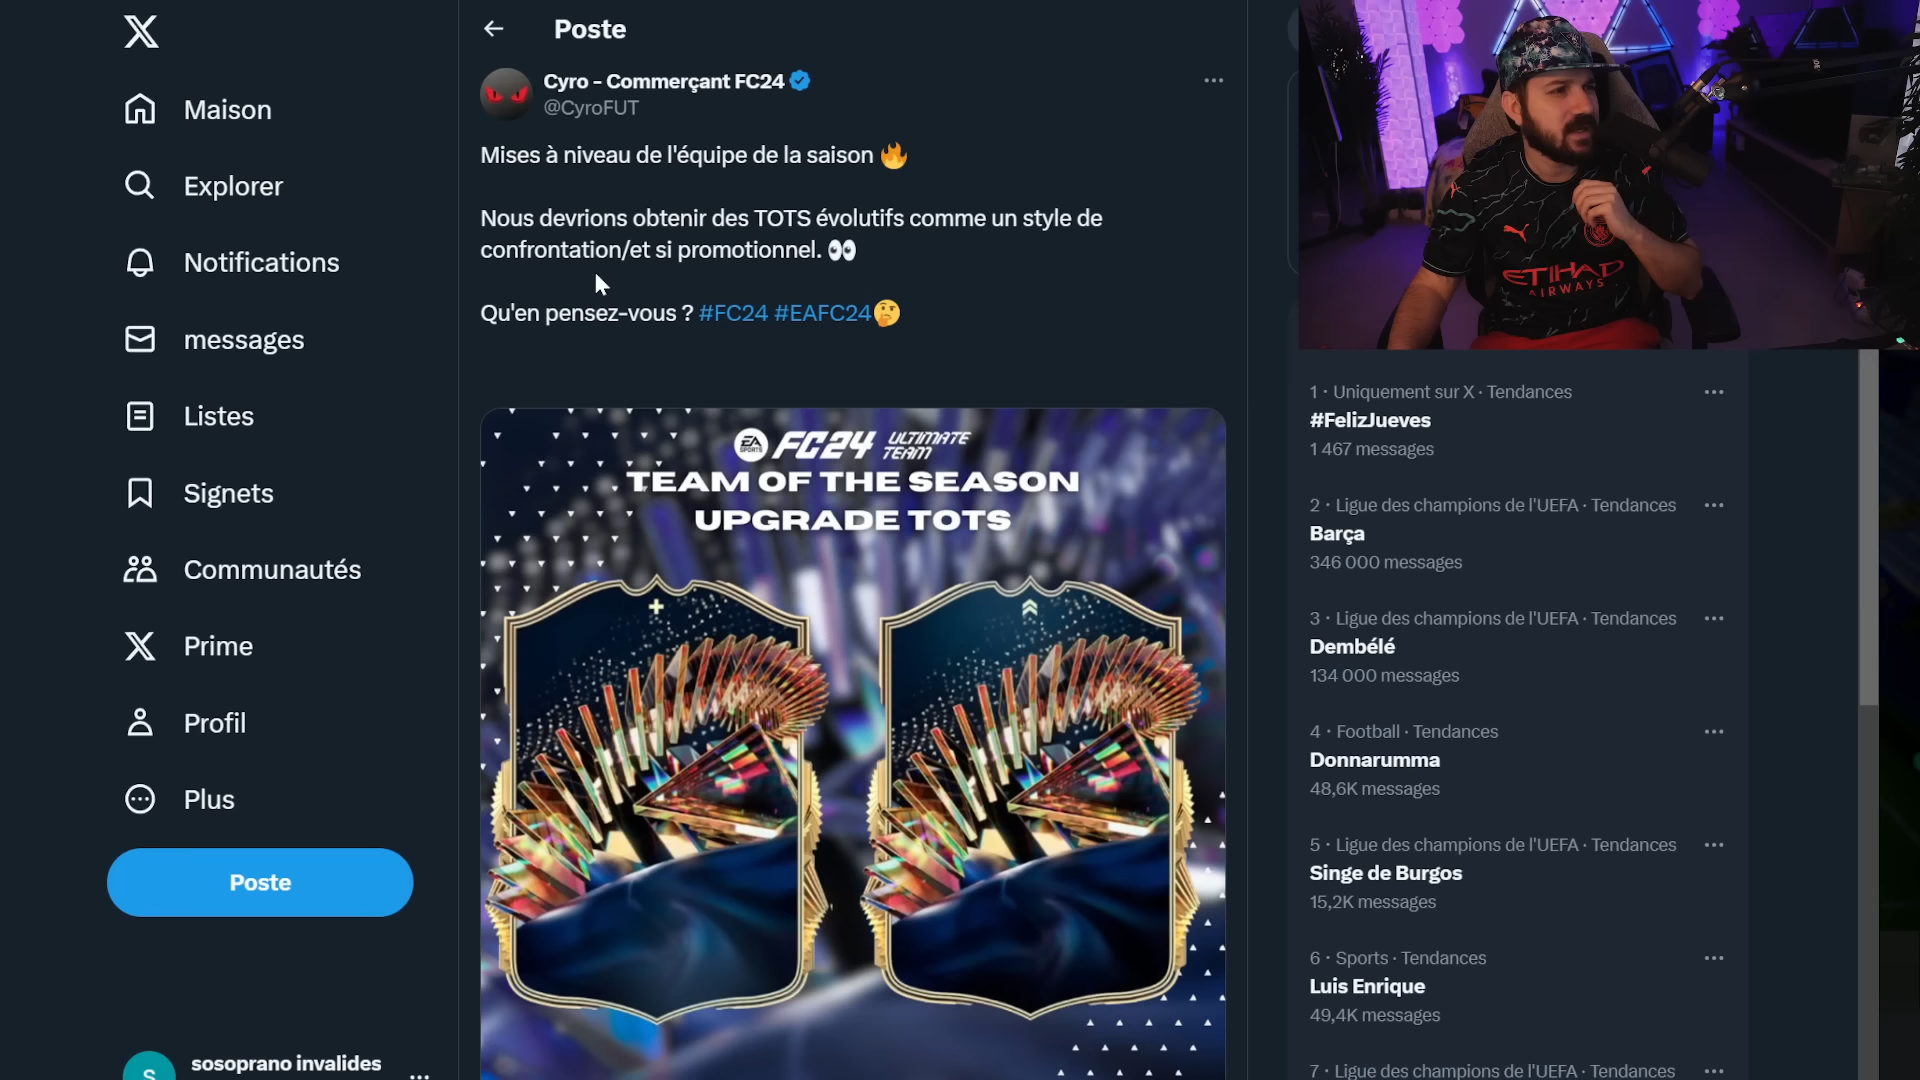 Maison
Explorer
Notifications
messages
Listes
Signets
Communautés
Prime
Profil
Plus
Poste
S
sosoprano invalides
Poste
Cyro - Commerçant FC24
@CyroFUT
Mises à niveau de l'équipe de la saison 🔥
Nous devrions obtenir des TOTS évolutifs comme un style de
confrontation/et si promotionnel. 👀
Qu'en pensez-vous ? #FC24 #EAFC24🤔
EA SPORTS FC24 ULTIMATE TEAM
TEAM OF THE SEASON
UPGRADE TOTS
ETIHAD
AIRWAYS
1 · Uniquement sur X · Tendances
#FelizJueves
1 467 messages
2 · Ligue des champions de l'UEFA · Tendances
Barça
346 000 messages
3 · Ligue des champions de l'UEFA · Tendances
Dembélé
134 000 messages
4 · Football · Tendances
Donnarumma
48,6K messages
5 · Ligue des champions de l'UEFA · Tendances
Singe de Burgos
15,2K messages
6 · Sports · Tendances
Luis Enrique
49,4K messages
7 · Ligue des champions de l'UEFA · Tendances